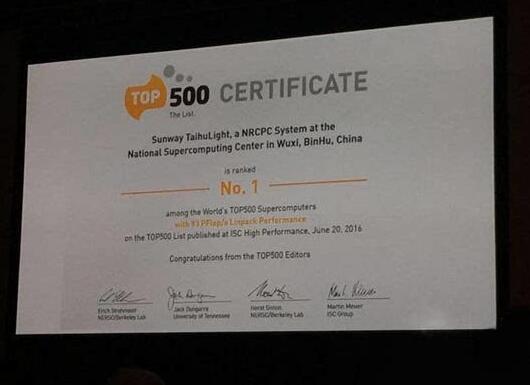 TOP 500 CERTIFICATE
The List.
Sunway TaihuLight, a NRCPC System at the
National Supercomputing Center in Wuxi, BinHu, China
is ranked
No. 1
among the World's TOP500 Supercomputers
with 93 PFlop/s Linpack Performance
on the TOP500 List published at ISC High Performance, June 20, 2016
Congratulations from the TOP500 Editors
Erich Strohmaier Jack Dongarra Horst Simon Martin Meuer
NERSC/Berkeley Lab University of Tennessee NERSC/Berkeley Lab ISC Group